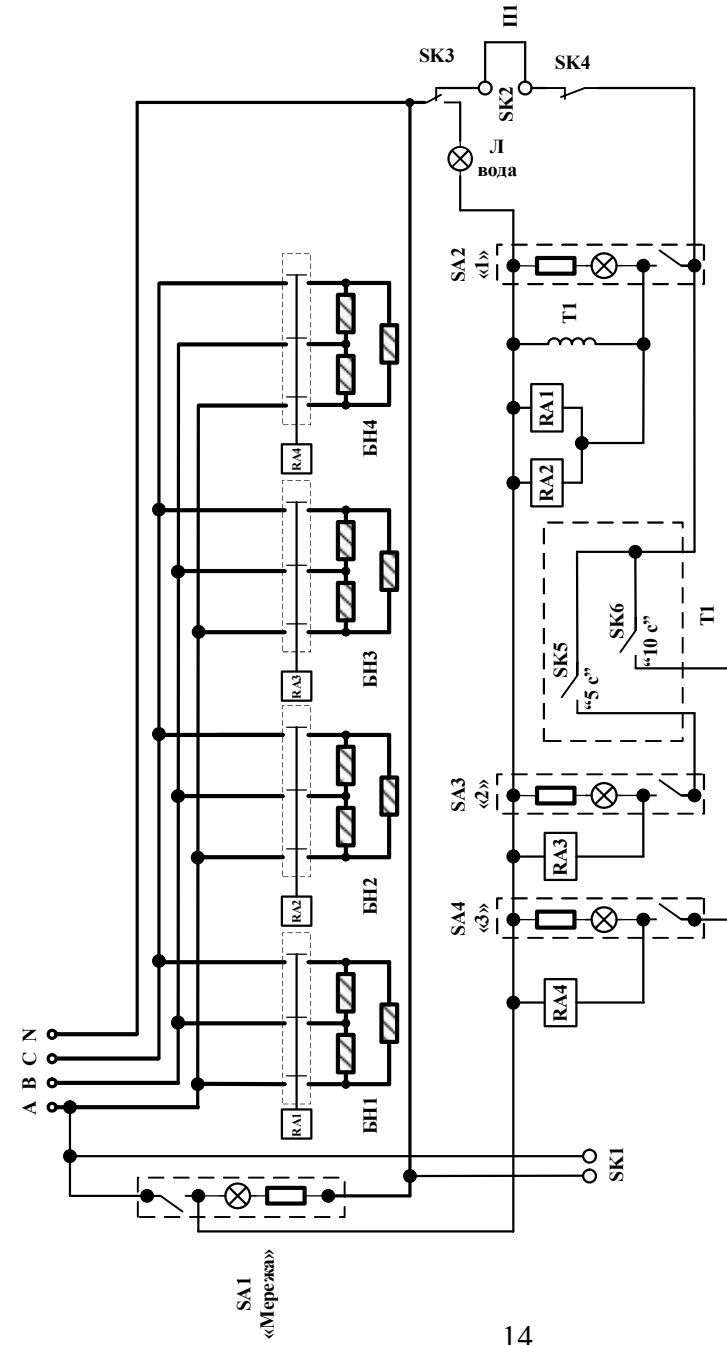 A
B
C
N
SA1
«Мережа»
SK1
RA1
БН1
RA2
БН2
RA3
БН3
RA4
БН4
RA4
SA4
«3»
RA3
SA3
«2»
SK5
“5 с”
SK6
“10 с”
T1
RA2
RA1
T1
SA2
«1»
Л
вода
SK3
SK2
П1
SK4
14